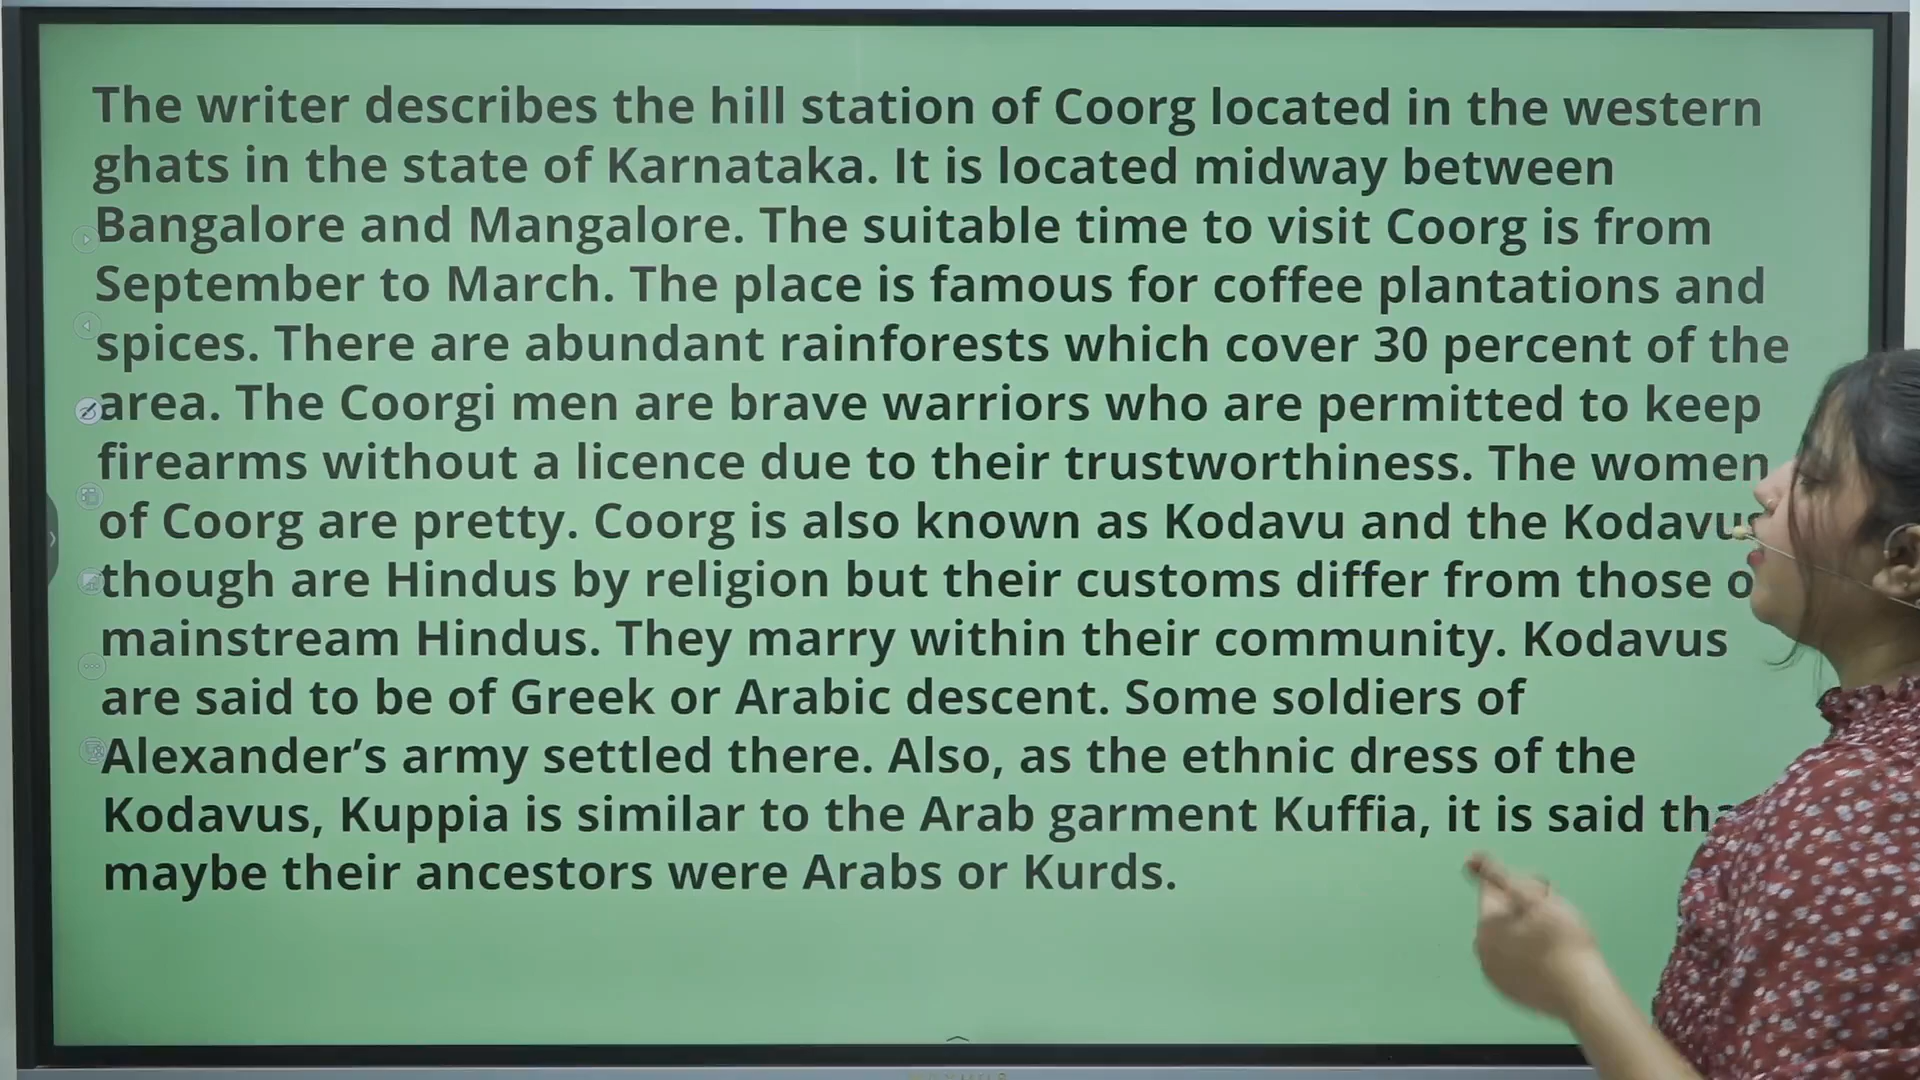 The writer describes the hill station of Coorg located in the western
ghats in the state of Karnataka. It is located midway between
Bangalore and Mangalore. The suitable time to visit Coorg is from
September to March. The place is famous for coffee plantations and
spices. There are abundant rainforests which cover 30 percent of the
area. The Coorgi men are brave warriors who are permitted to keep
firearms without a licence due to their trustworthiness. The women
of Coorg are pretty. Coorg is also known as Kodavu and the Kodavus
though are Hindus by religion but their customs differ from those
mainstream Hindus. They marry within their community. Kodavus
are said to be of Greek or Arabic descent. Some soldiers of
Alexander’s army settled there. Also, as the ethnic dress of the
Kodavus, Kuppia is similar to the Arab garment Kuffia, it is said
maybe their ancestors were Arabs or Kurds.